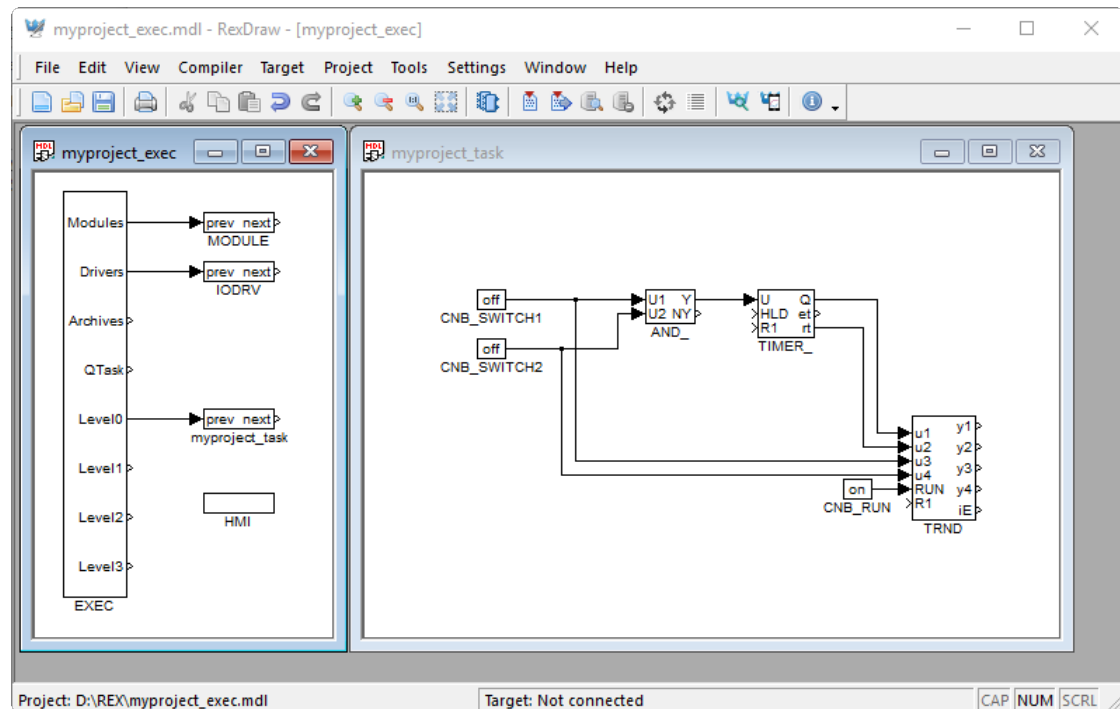 myproject_exec.mdl - RexDraw - [myproject_exec]
File Edit View Compiler Target Project Tools Settings Window Help
myproject_exec
Modules
prev next
MODULE
Drivers
prev next
IODRV
Archives
QTask
Level0
prev next
myproject_task
Level1
Level2
HMI
Level3
EXEC
myproject_task
off
CNB_SWITCH1
off
CNB_SWITCH2
U1 Y
U2 NY
AND_
U Q
HLD et
R1 rt
TIMER_
on
CNB_RUN
u1 y1
u2 y2
u3 y3
u4 y4
RUN
R1 iE
TRND
Project: D:\REX\myproject_exec.mdl
Target: Not connected
CAP NUM SCRL